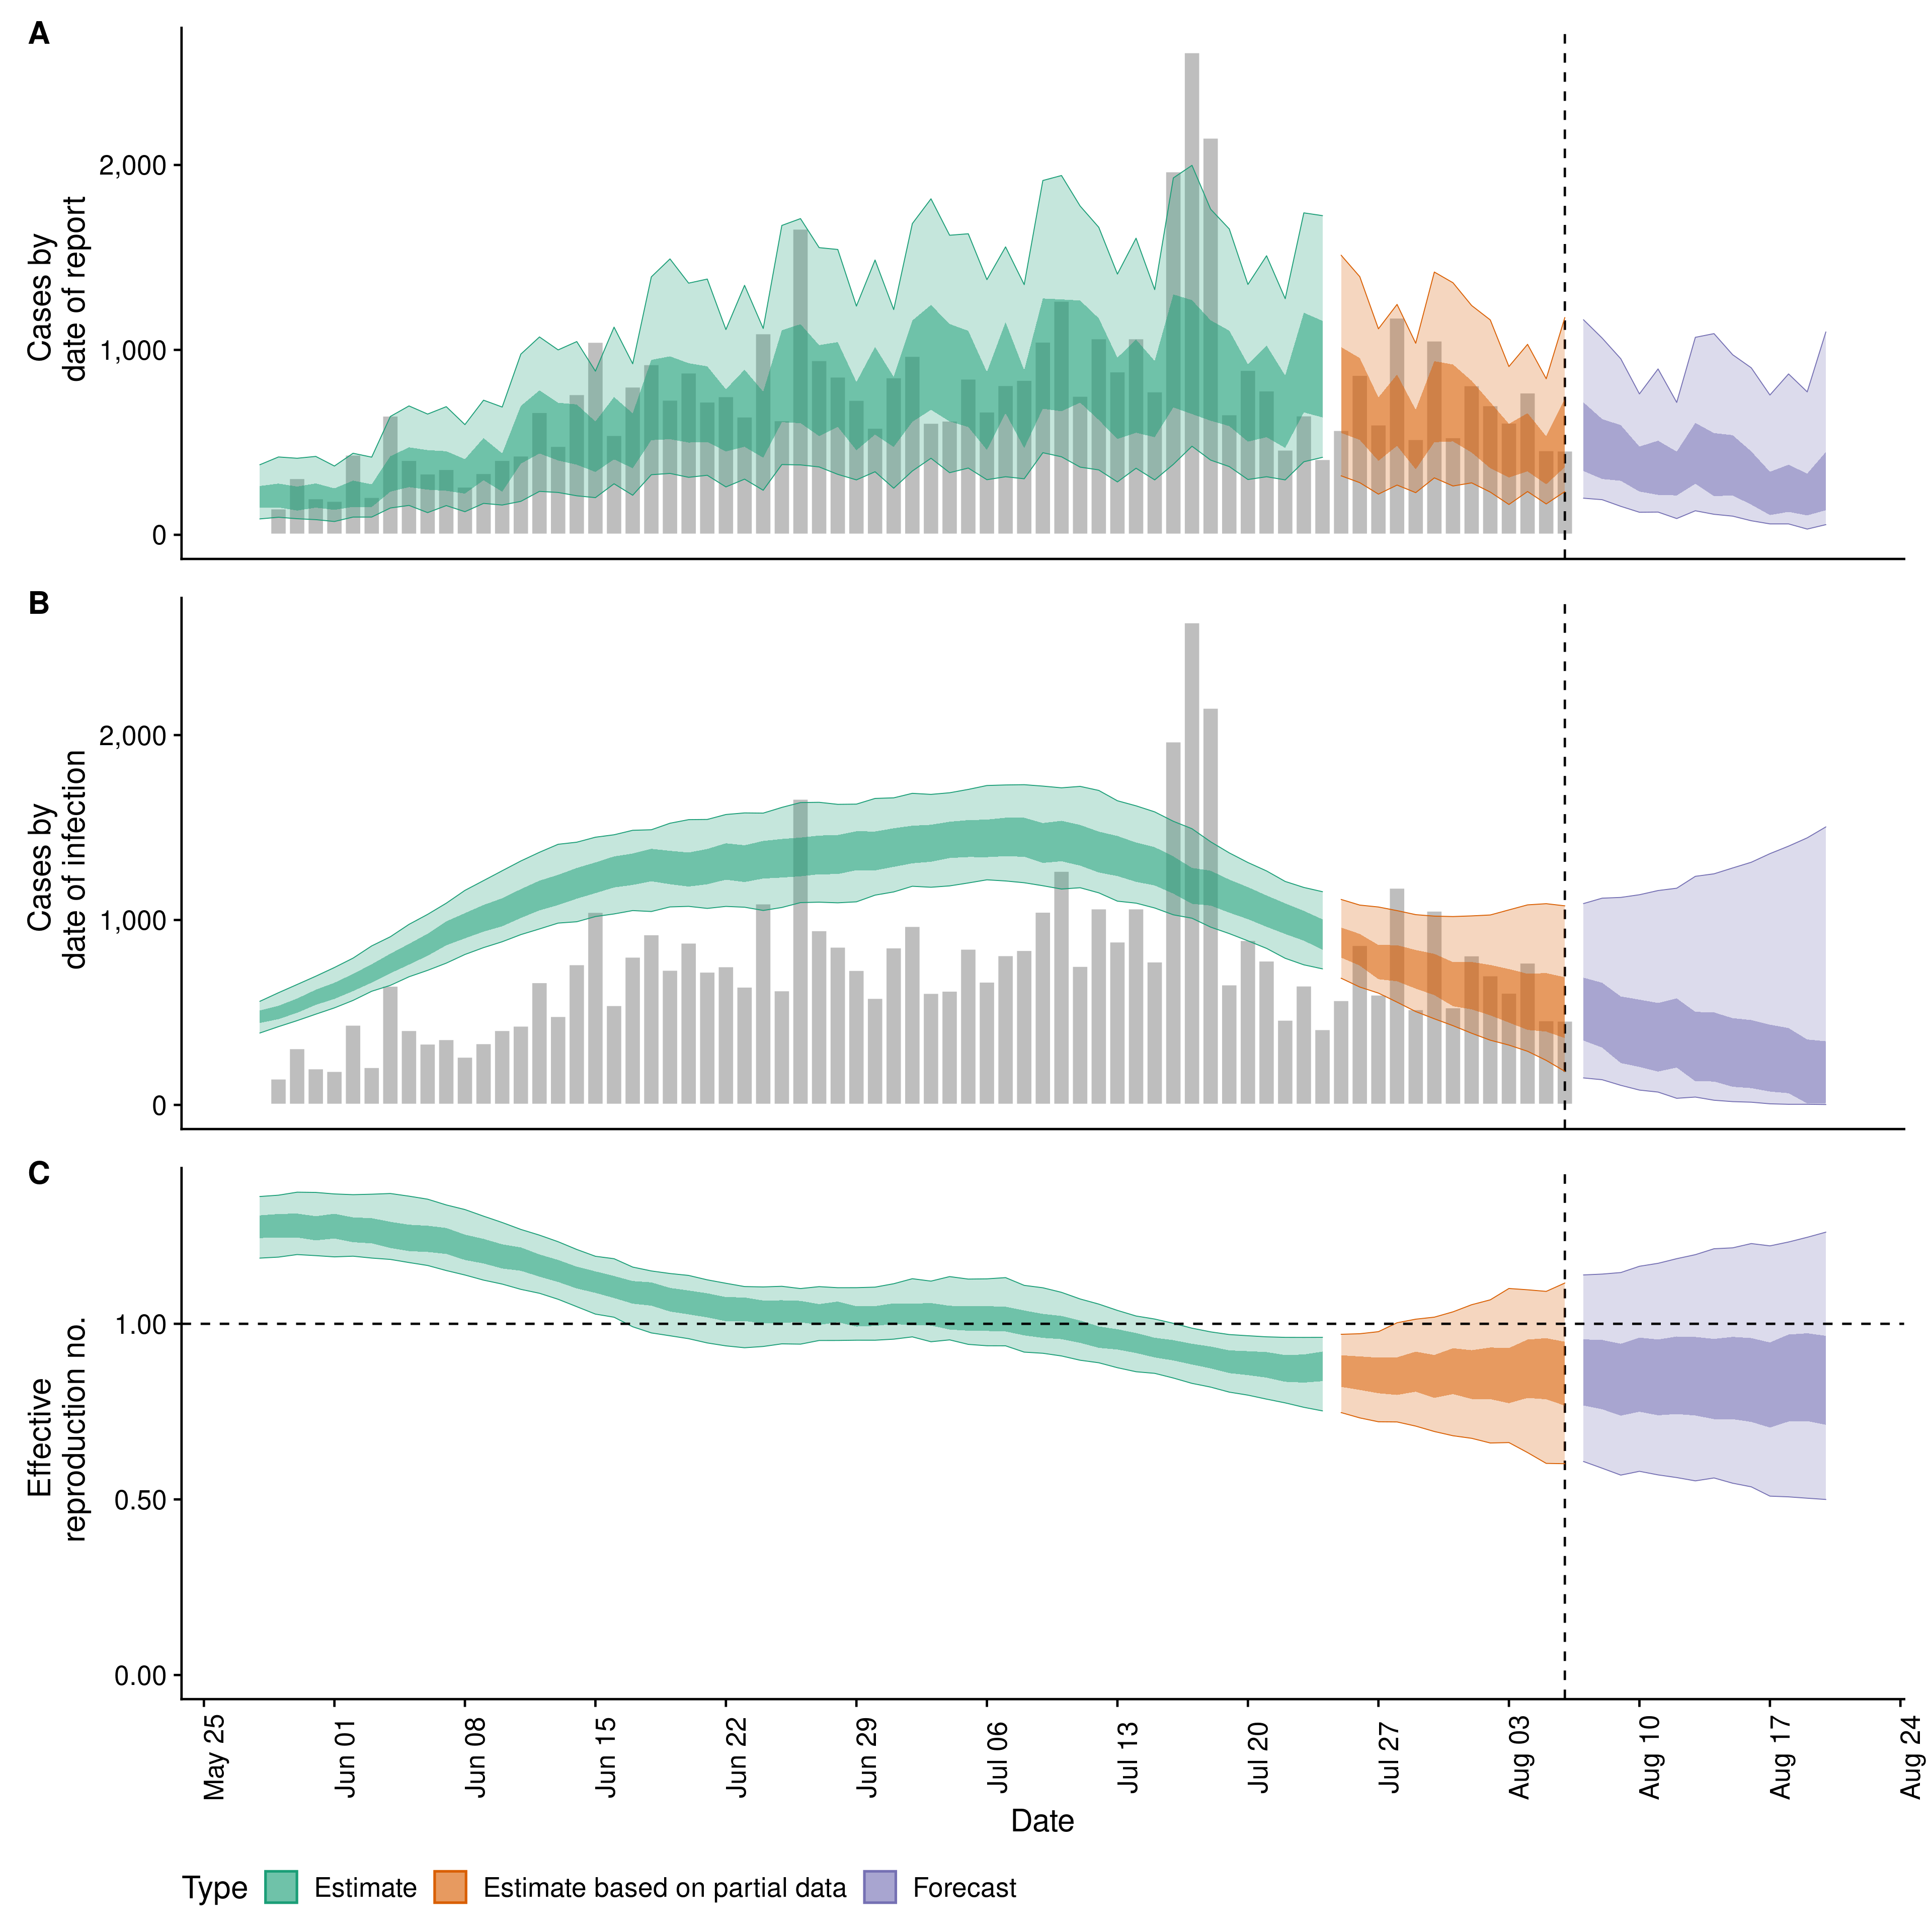 A
Cases by
date of report
2,000
1,000
0
B
Cases by
date of infection
2,000
1,000
0
C
Effective
reproduction no.
1.00
0.50
0.00
May 25
Jun 01
Jun 08
Jun 15
Jun 22
Jun 29
Jul 06
Jul 13
Jul 20
Jul 27
Aug 03
Aug 10
Aug 17
Aug 24
Date
Type Estimate Estimate based on partial data Forecast